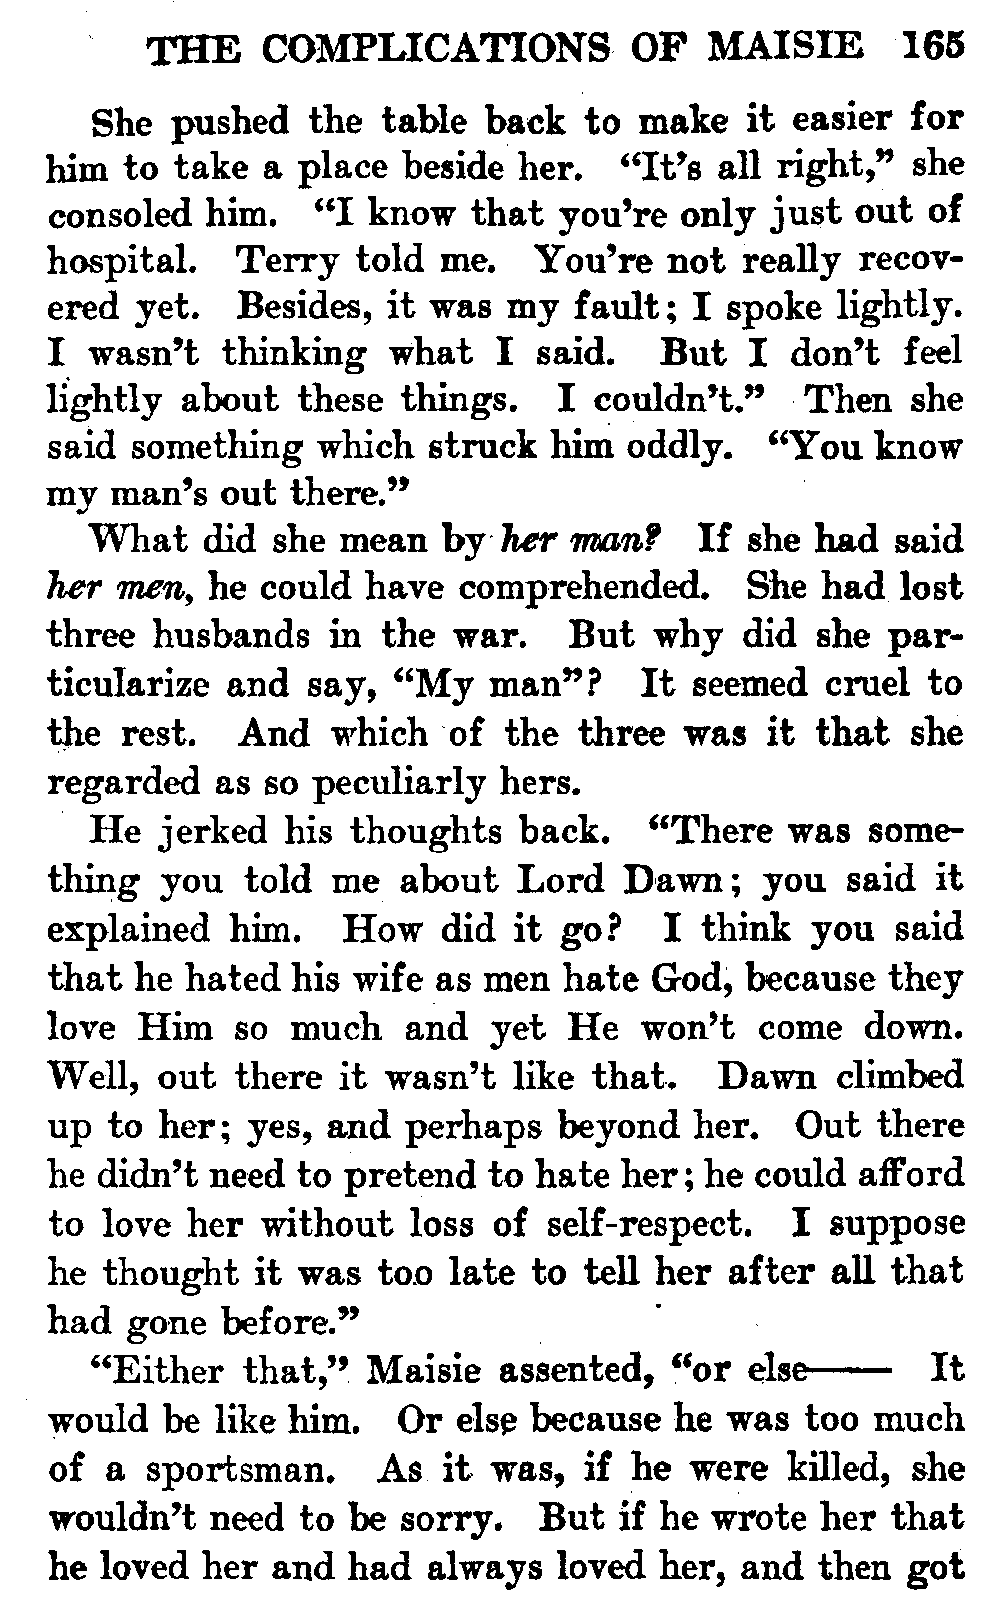 THE COMPLICATIONS OF MAISIE 165
She pushed the table back to make it easier for
him to take a place beside her. “It’s all right,” she
consoled him. “I know that you’re only just out of
hospital. Terry told me. You’re not really recov-
ered yet. Besides, it was my fault; I spoke lightly.
I wasn’t thinking what I said. But I don’t feel
lightly about these things. I couldn’t.” Then she
said something which struck him oddly. “You know
my man’s out there.”
What did she mean by her man? If she had said
her men, he could have comprehended. She had lost
three husbands in the war. But why did she par-
ticularize and say, “My man”? It seemed cruel to
the rest. And which of the three was it that she
regarded as so peculiarly hers.
He jerked his thoughts back. “There was some-
thing you told me about Lord Dawn; you said it
explained him. How did it go? I think you said
that he hated his wife as men hate God, because they
love Him so much and yet He won’t come down.
Well, out there it wasn’t like that. Dawn climbed
up to her; yes, and perhaps beyond her. Out there
he didn’t need to pretend to hate her; he could afford
to love her without loss of self-respect. I suppose
he thought it was too late to tell her after all that
had gone before.”
“Either that,” Maisie assented, “or else—— It
would be like him. Or else because he was too much
of a sportsman. As it was, if he were killed, she
wouldn’t need to be sorry. But if he wrote her that
he loved her and had always loved her, and then got